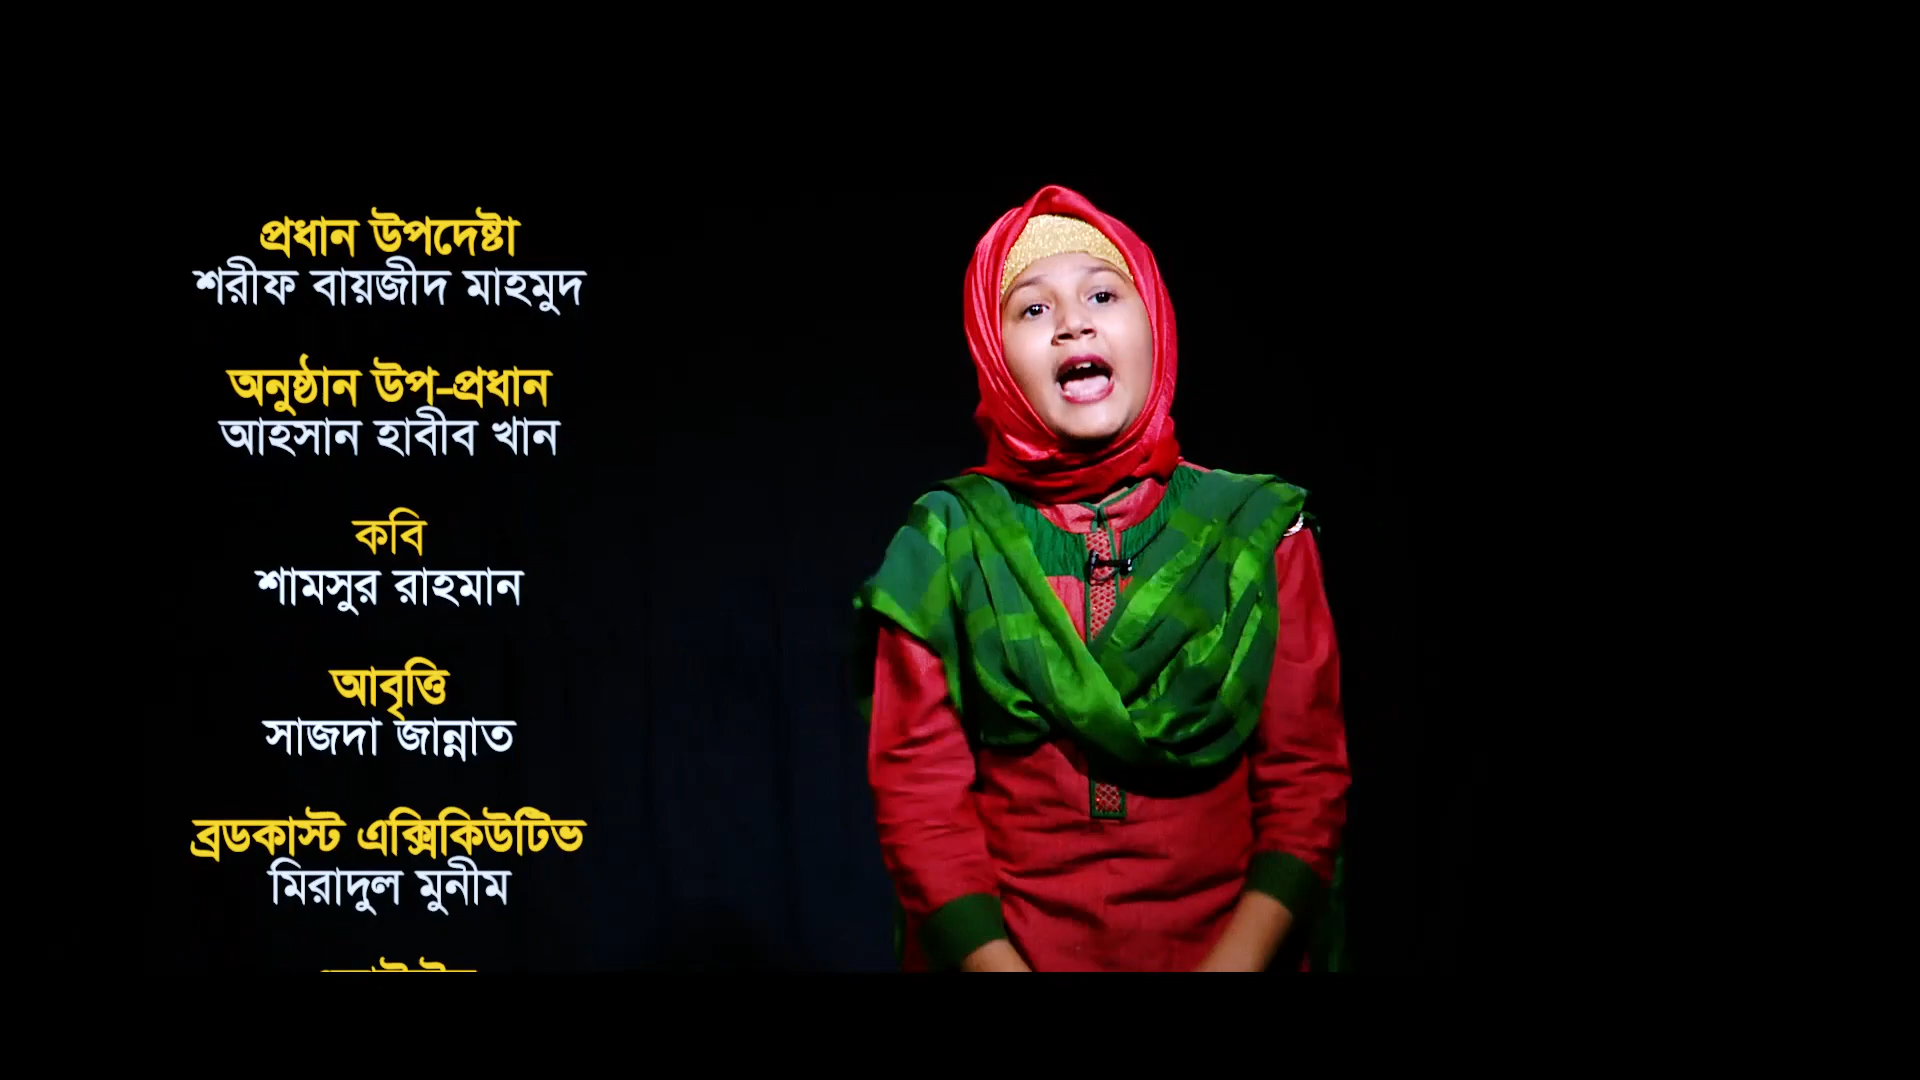 প্রধান উপদেষ্টা
শরীফ বায়জীদ মাহমুদ
অনুষ্ঠান উপ-প্রধান
আহসান হাবীব খান
কবি
শামসুর রাহমান
আবৃত্তি
সাজদা জান্নাত
ব্রডকাস্ট এক্সিকিউটিভ
মিরাদুল মুনীম